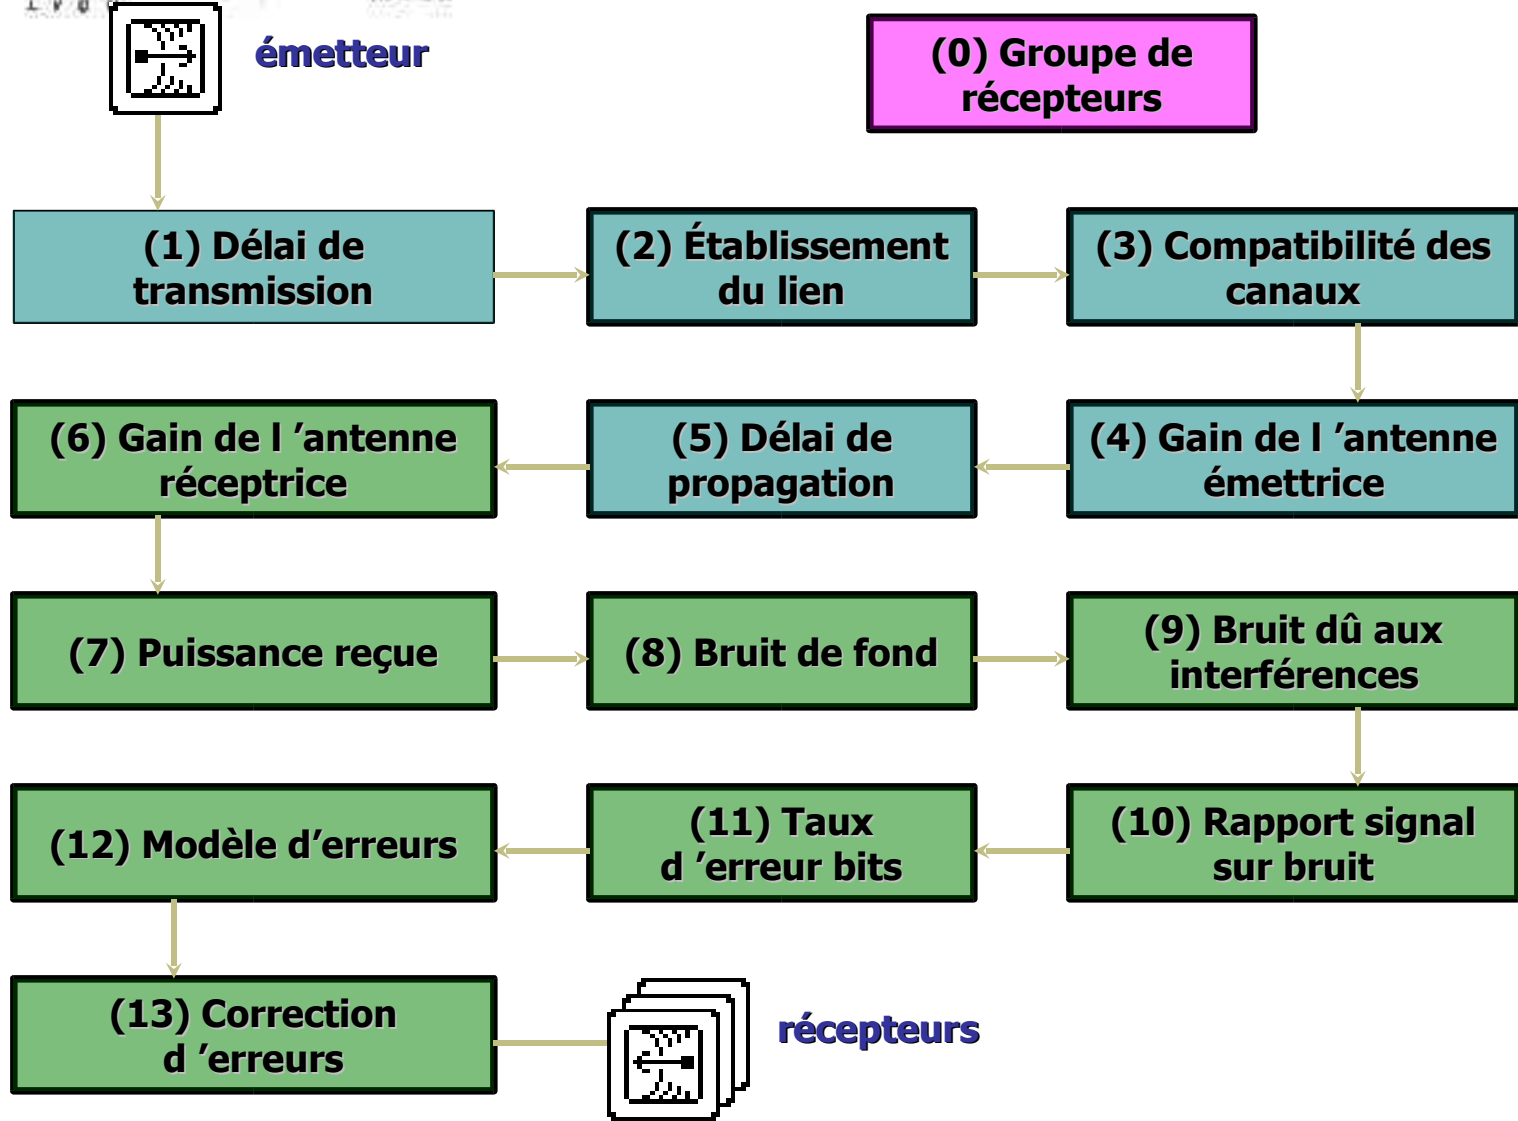 émetteur
(0) Groupe de
récepteurs
(1) Délai de
transmission
(2) Établissement
du lien
(3) Compatibilité des
canaux
(6) Gain de l ’antenne
réceptrice
(5) Délai de
propagation
(4) Gain de l ’antenne
émettrice
(7) Puissance reçue
(8) Bruit de fond
(9) Bruit dû aux
interférences
(12) Modèle d’erreurs
(11) Taux
d ’erreur bits
(10) Rapport signal
sur bruit
(13) Correction
d ’erreurs
récepteurs